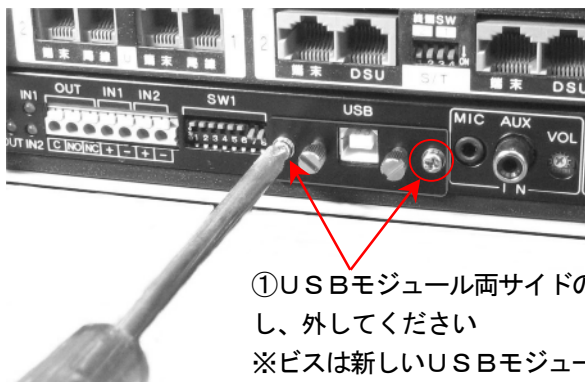 2
端末 局線 端末 局線 1
2
端末 DSU
終端SW
ON
S/T
端末 DSU
IN1
OUT IN1 IN2
SW1
USB
MIC AUX
VOL
OUT IN2
C NO NC + - + -
1 2 3 4 5 6
IN
①USBモジュール両サイドの
し、外してください
※ビスは新しいUSBモジュー